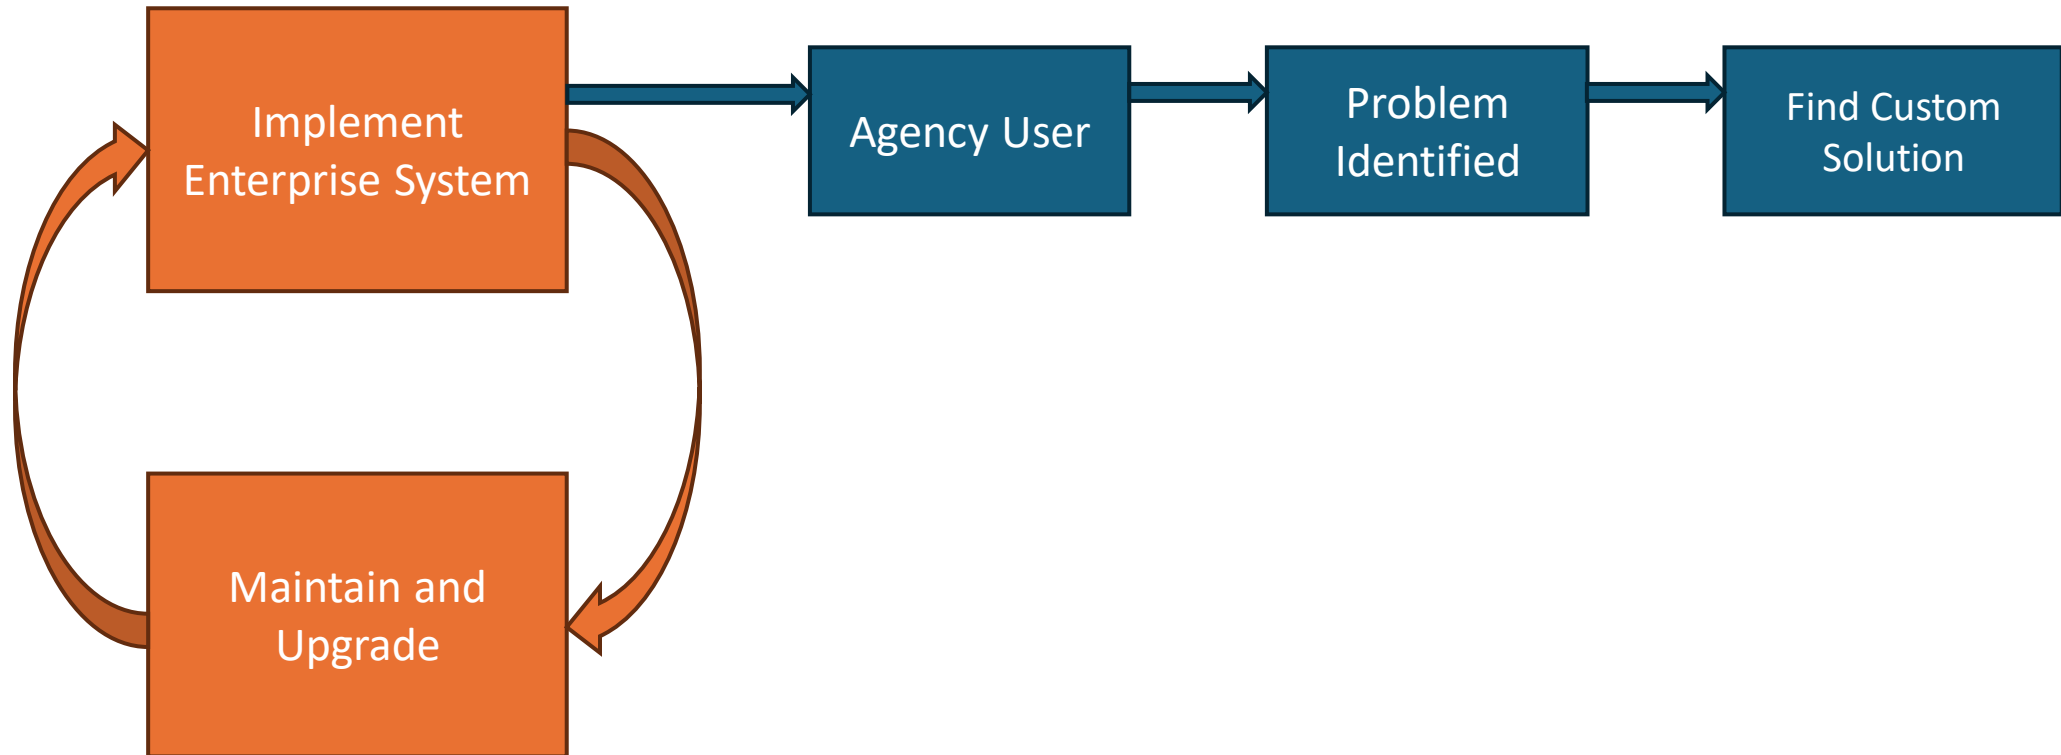 Implement
Enterprise System
Agency User
Problem
Identified
Find Custom
Solution
Maintain and
Upgrade